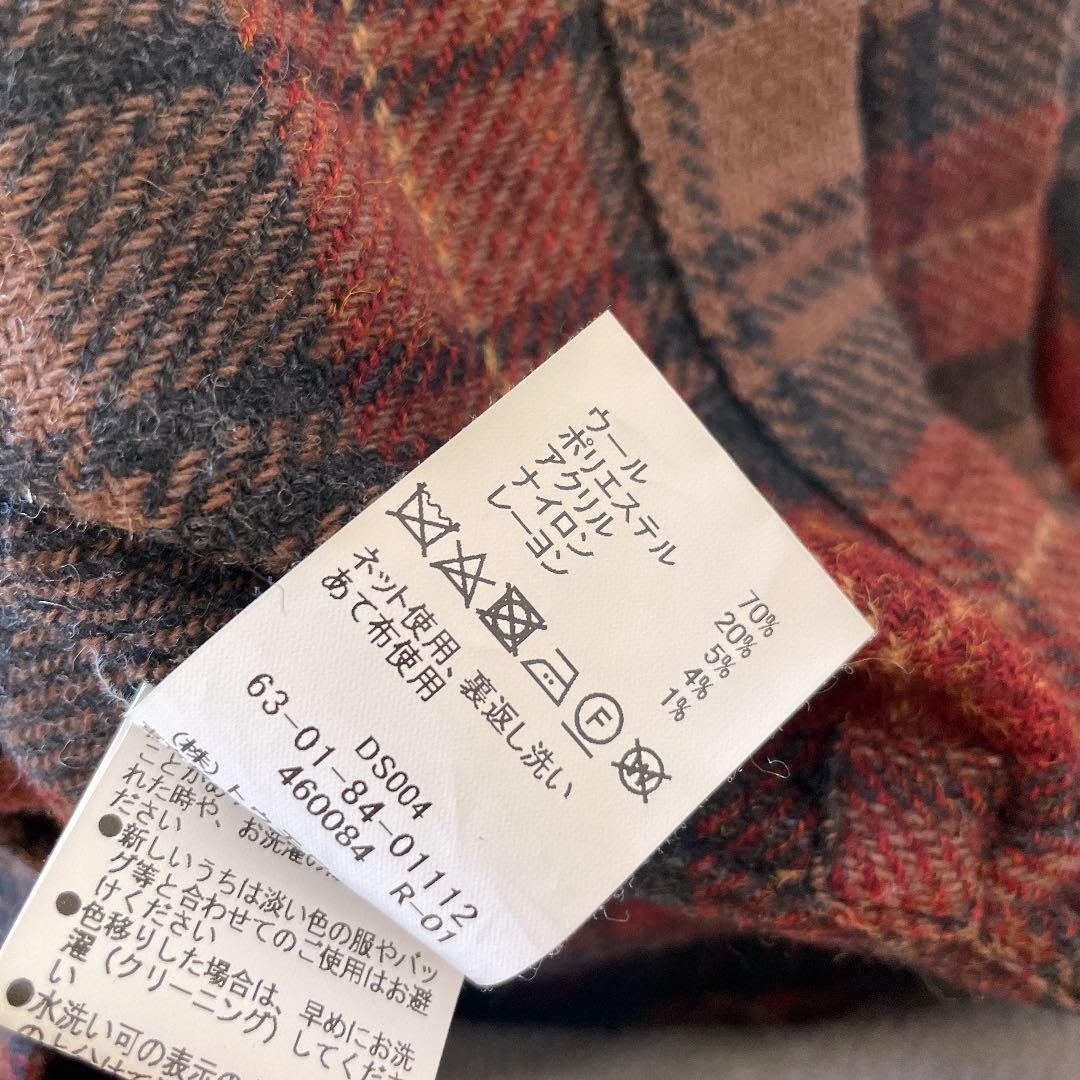 ウール 70%
ポリエステル 20%
アクリル 5%
ナイロン 4%
レーヨン 1%
F
W
ネット使用、裏返し洗い
あて布使用
DS004
63-01-84-01112
460084 R-01
(株)
ことが
れた時や、お洗濯の
ださい
●新しいうちは淡い色の服やバッ
グ等と合わせてのご使用はお避
けください
●色移りした場合は、早めにお洗
濯(クリーニング)してくだ
い
●水洗い可の表示の